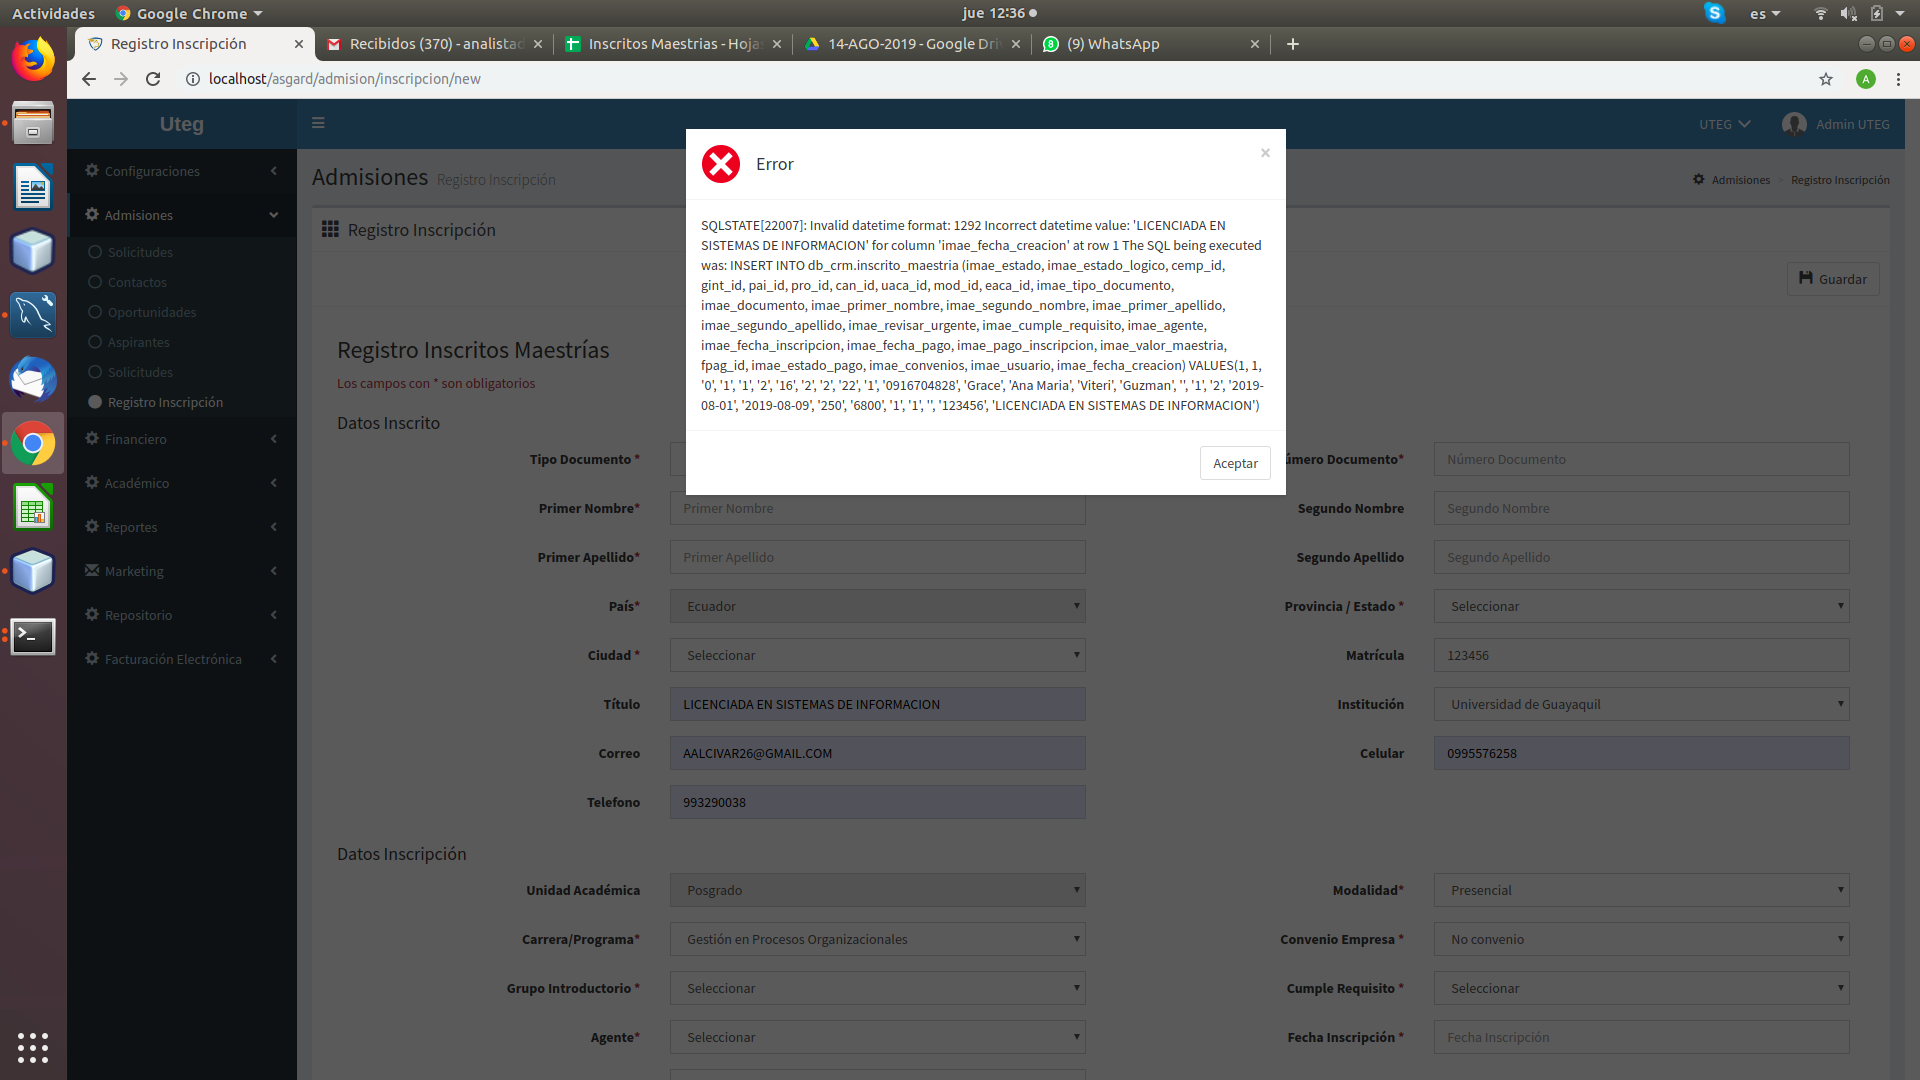 Actividades
Google Chrome
jue 12:36
es
Registro Inscripción
Recibidos (370) - analistad
Inscritos Maestrias - Hoja
14-AGO-2019 - Google Dri
(9) WhatsApp
localhost/asgard/admision/inscripcion/new
A
Uteg
UTEG
Admin UTEG
Configuraciones
Admisiones
Solicitudes
Contactos
Oportunidades
Aspirantes
Solicitudes
Registro Inscripción
Financiero
Académico
Reportes
Marketing
Repositorio
Facturación Electrónica
Admisiones Registro Inscripción
Admisiones
Registro Inscripción
Registro Inscripción
Guardar
Error
×
SQLSTATE[22007]: Invalid datetime format: 1292 Incorrect datetime value: 'LICENCIADA EN
SISTEMAS DE INFORMACION' for column 'imae_fecha_creacion' at row 1 The SQL being executed
was: INSERT INTO db_crm.inscrito_maestria (imae_estado, imae_estado_logico, cemp_id,
gint_id, pai_id, pro_id, can_id, uaca_id, mod_id, eaca_id, imae_tipo_documento,
imae_documento, imae_primer_nombre, imae_segundo_nombre, imae_primer_apellido,
imae_segundo_apellido, imae_revisar_urgente, imae_cumple_requisito, imae_agente,
imae_fecha_inscripcion, imae_fecha_pago, imae_pago_inscripcion, imae_valor_maestria,
fpag_id, imae_estado_pago, imae_convenios, imae_usuario, imae_fecha_creacion) VALUES(1, 1,
'0', '1', '1', '2', '16', '2', '2', '22', '1', '0916704828', 'Grace', 'Ana Maria', 'Viteri', 'Guzman', '', '1', '2', '2019-
08-01', '2019-08-09', '250', '6800', '1', '1', '', '123456', 'LICENCIADA EN SISTEMAS DE INFORMACION')
Aceptar
Registro Inscritos Maestrías
Los campos con * son obligatorios
Datos Inscrito
Tipo Documento *
úmero Documento* Número Documento
Primer Nombre* Primer Nombre
Segundo Nombre Segundo Nombre
Primer Apellido* Primer Apellido
Segundo Apellido Segundo Apellido
País* Ecuador
Provincia / Estado * Seleccionar
Ciudad * Seleccionar
Matrícula 123456
Título LICENCIADA EN SISTEMAS DE INFORMACION
Institución Universidad de Guayaquil
Correo AALCIVAR26@GMAIL.COM
Celular 0995576258
Telefono 993290038
Datos Inscripción
Unidad Académica Posgrado
Modalidad* Presencial
Carrera/Programa* Gestión en Procesos Organizacionales
Convenio Empresa * No convenio
Grupo Introductorio * Seleccionar
Cumple Requisito * Seleccionar
Agente* Seleccionar
Fecha Inscripción * Fecha Inscripción